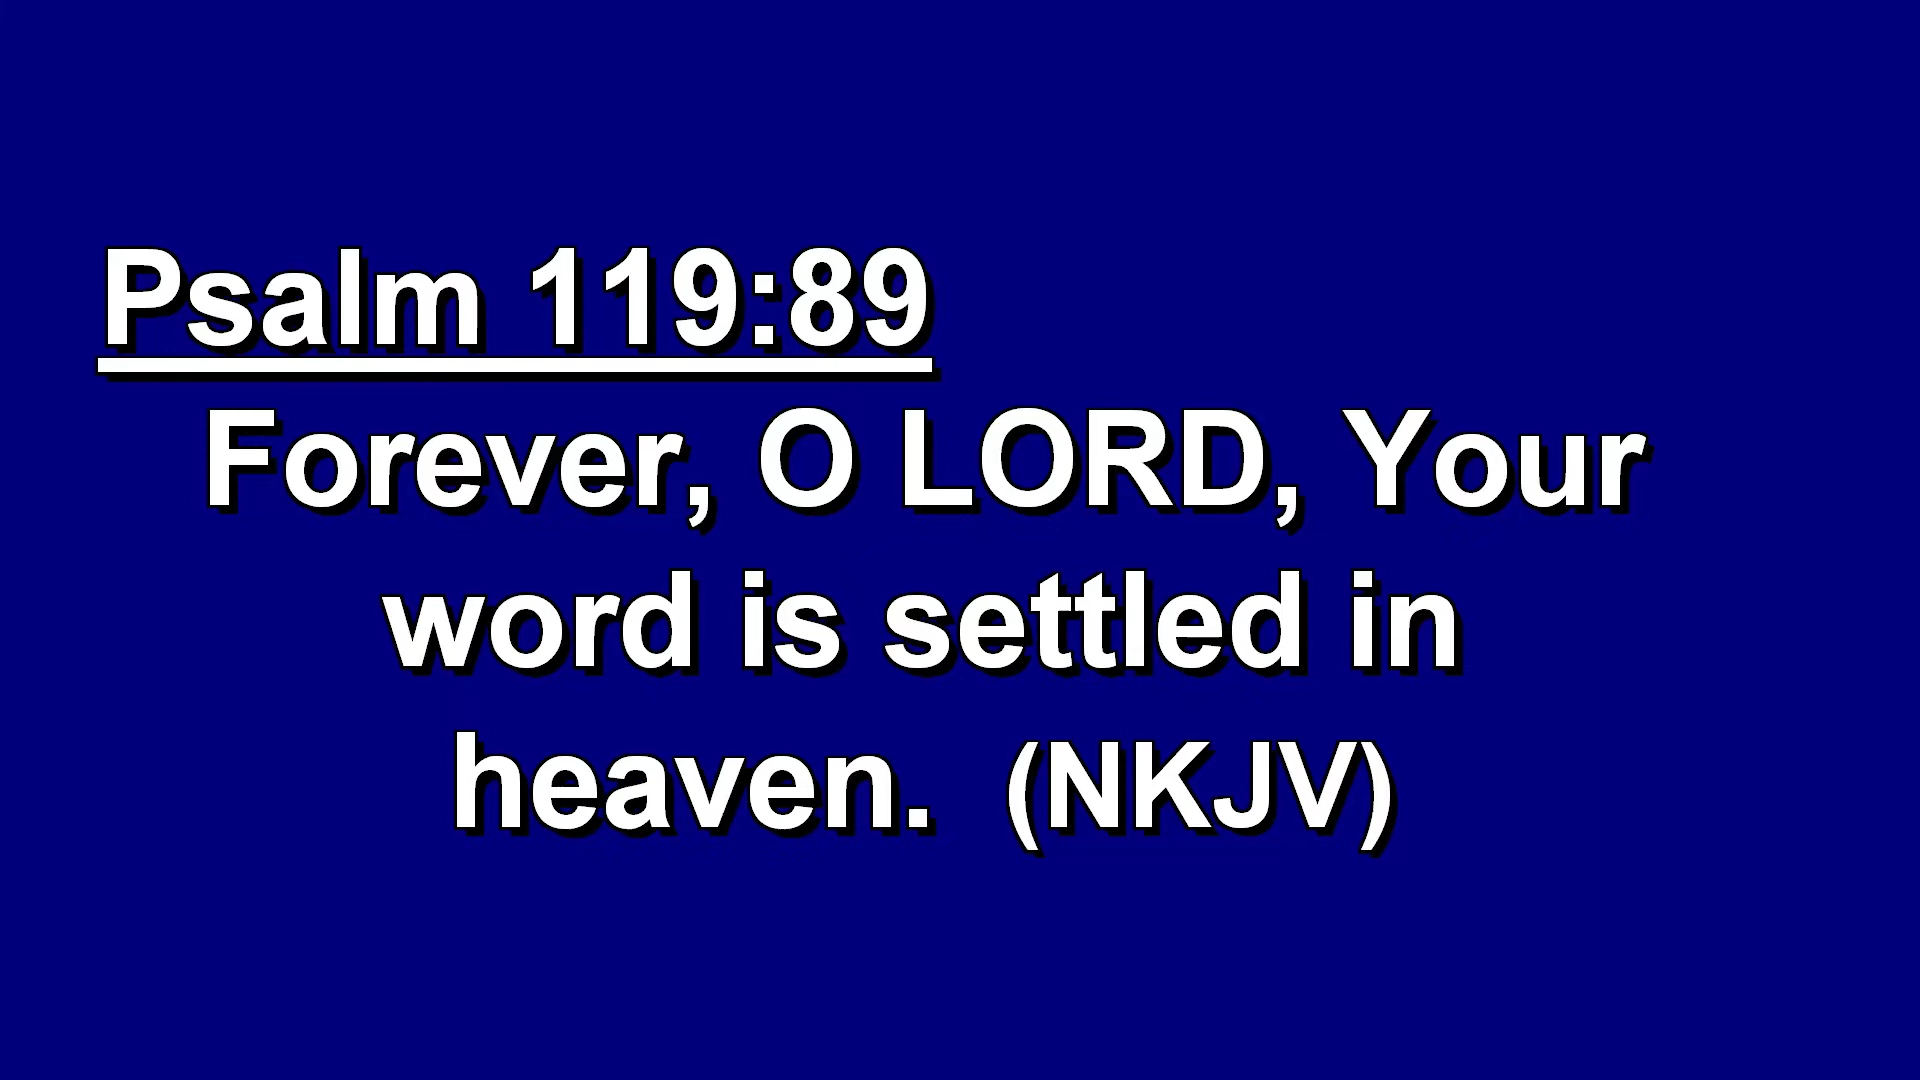 Psalm 119:89
Forever, O LORD, Your
word is settled in
heaven. (NKJV)